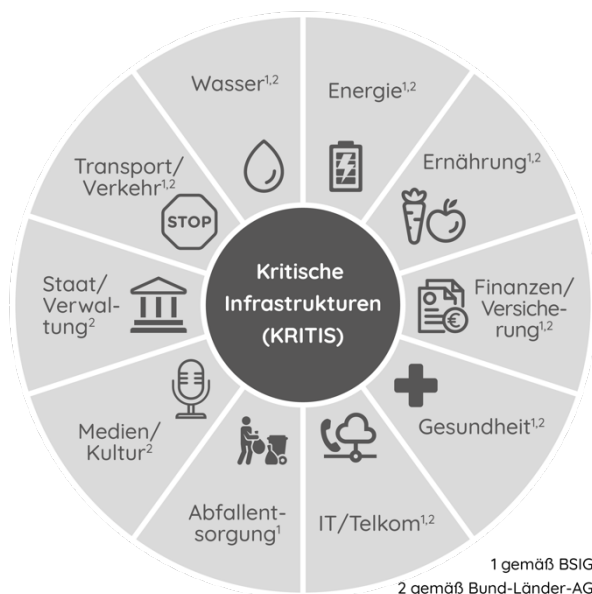 Wasser1,2
Energie1,2
Ernährung1,2
Finanzen/
Versiche-
rung1,2
Gesundheit1,2
IT/Telkom1,2
Abfallent-
sorgung1
Medien/
Kultur2
Staat/
Verwal-
tung2
Transport/
Verkehr1,2
STOP
Kritische
Infrastrukturen
(KRITIS)
1 gemäß BSIG
2 gemäß Bund-Länder-AG